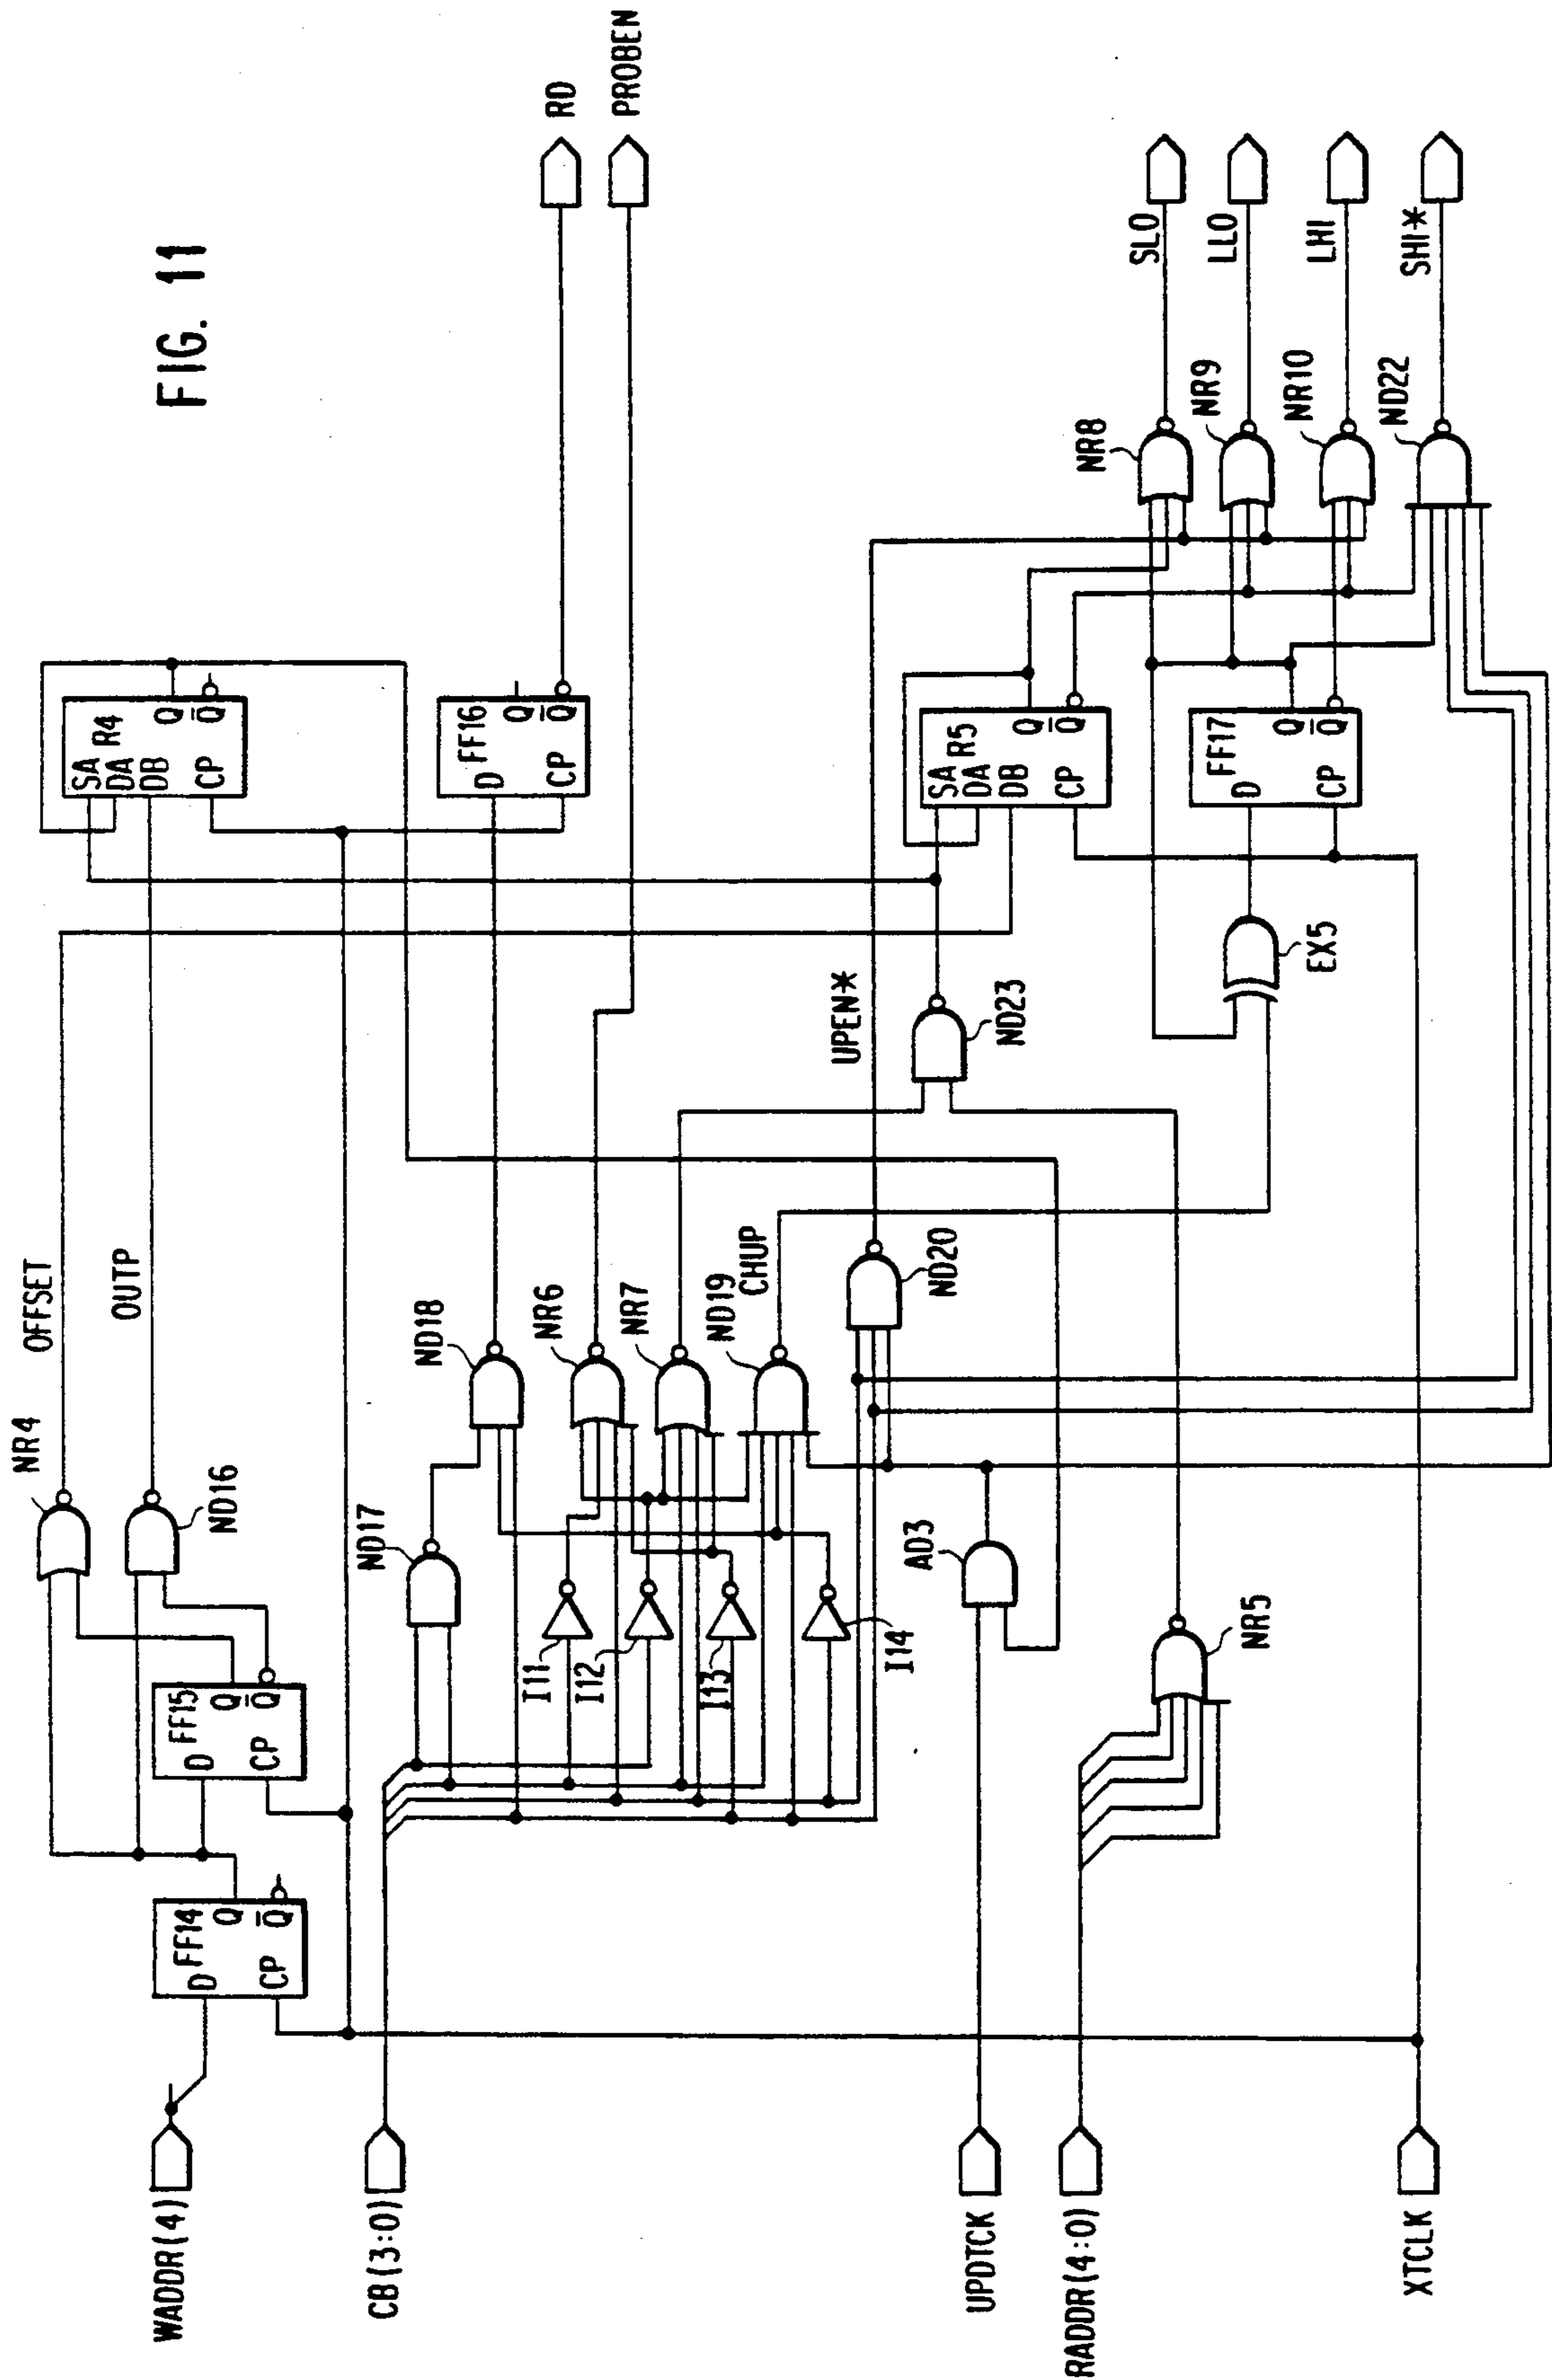 FIG. 11
WADDR(4)
CB(3:0)
UPDTCK
RADDR(4:0)
XTCLK
FF14
D
CP
Q
Q
FF15
D
CP
Q
Q
NR4
OFFSET
ND16
OUTP
SA
DA R4
DB
CP
Q
Q
FF16
D
CP
Q
Q
RD
PROBEN
ND17
ND18
I11
I12
I13
I14
NR6
NR7
ND19
CHUP
ND20
UPEN*
AD3
NR5
ND23
SA
DA R5
DB
CP
Q
Q
FF17
D
CP
Q
Q
EX5
NR8
NR9
NR10
ND22
SLO
LLO
LHI
SHI*